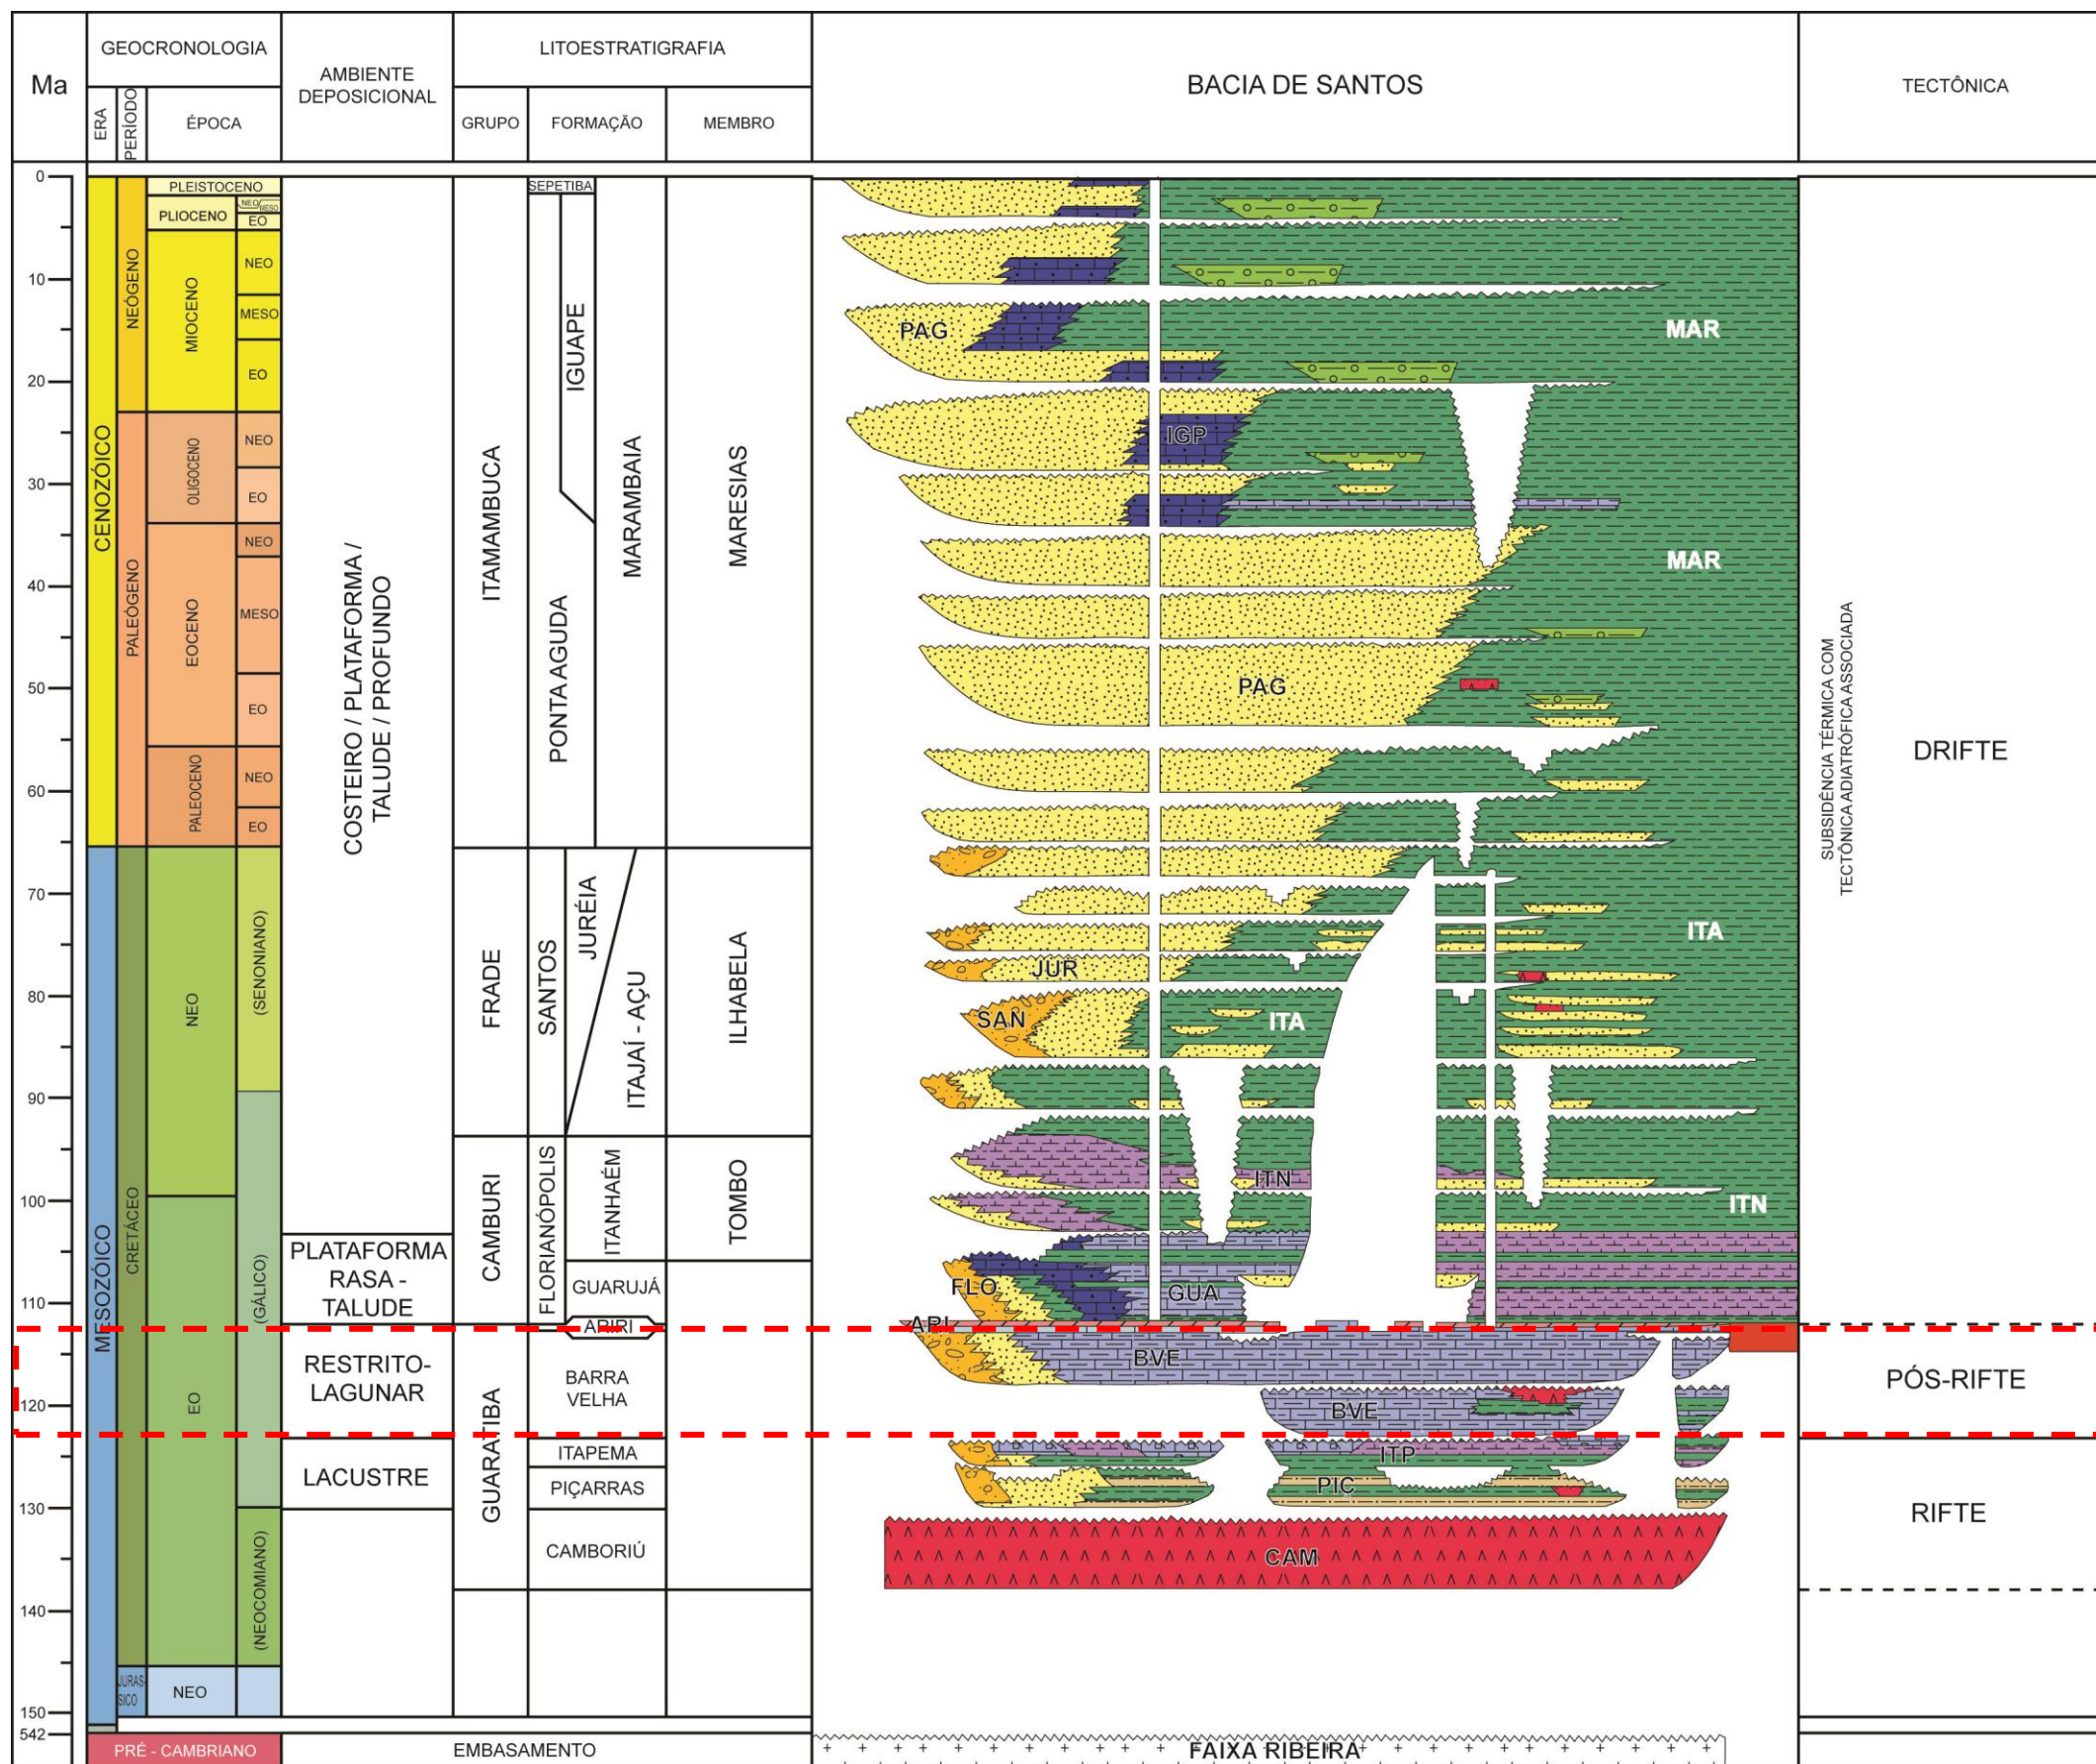 Ma
GEOCRONOLOGIA
ERA
PERÍODO
ÉPOCA
AMBIENTE
DEPOSICIONAL
LITOESTRATIGRAFIA
GRUPO
FORMAÇÃO
MEMBRO
BACIA DE SANTOS
TECTÔNICA
0
10
20
30
40
50
60
70
80
90
100
110
120
130
140
150
542
CENOZÓICO
MESOZÓICO
NEÓGENO
PALEÓGENO
CRETÁCEO
JURÁS-
SICO
PLEISTOCENO
PLIOCENO
NEO
MESO
EO
MIOCENO
NEO
MESO
EO
OLIGOCENO
NEO
EO
EOCENO
NEO
MESO
EO
PALEOCENO
NEO
EO
NEO
(SENONIANO)
EO
(GÁLICO)
(NEOCOMIANO)
NEO
PRÉ - CAMBRIANO
COSTEIRO / PLATAFORMA /
TALUDE / PROFUNDO
PLATAFORMA
RASA -
TALUDE
RESTRITO-
LAGUNAR
LACUSTRE
EMBASAMENTO
ITAMAMBUCA
FRADE
CAMBURI
GUARATIBA
SEPETIBA
IGUAPE
PONTA AGUDA
MARAMBAIA
SANTOS
JURÉIA
ITAJAÍ - AÇU
FLORIANÓPOLIS
ITANHAÉM
GUARUJÁ
ARIRI
BARRA
VELHA
ITAPEMA
PIÇARRAS
CAMBORIÚ
MARESIAS
ILHABELA
TOMBO
PAG
MAR
IGP
MAR
PAG
ITA
JUR
SAN
ITA
ITN
ITN
FLO
GUA
ARI
BVE
BVE
ITP
PIÇ
CAM
FAIXA RIBEIRA
SUBSIDÊNCIA TÉRMICA COM
TECTÔNICA ADIATRÓFICA ASSOCIADA
DRIFTE
PÓS-RIFTE
RIFTE